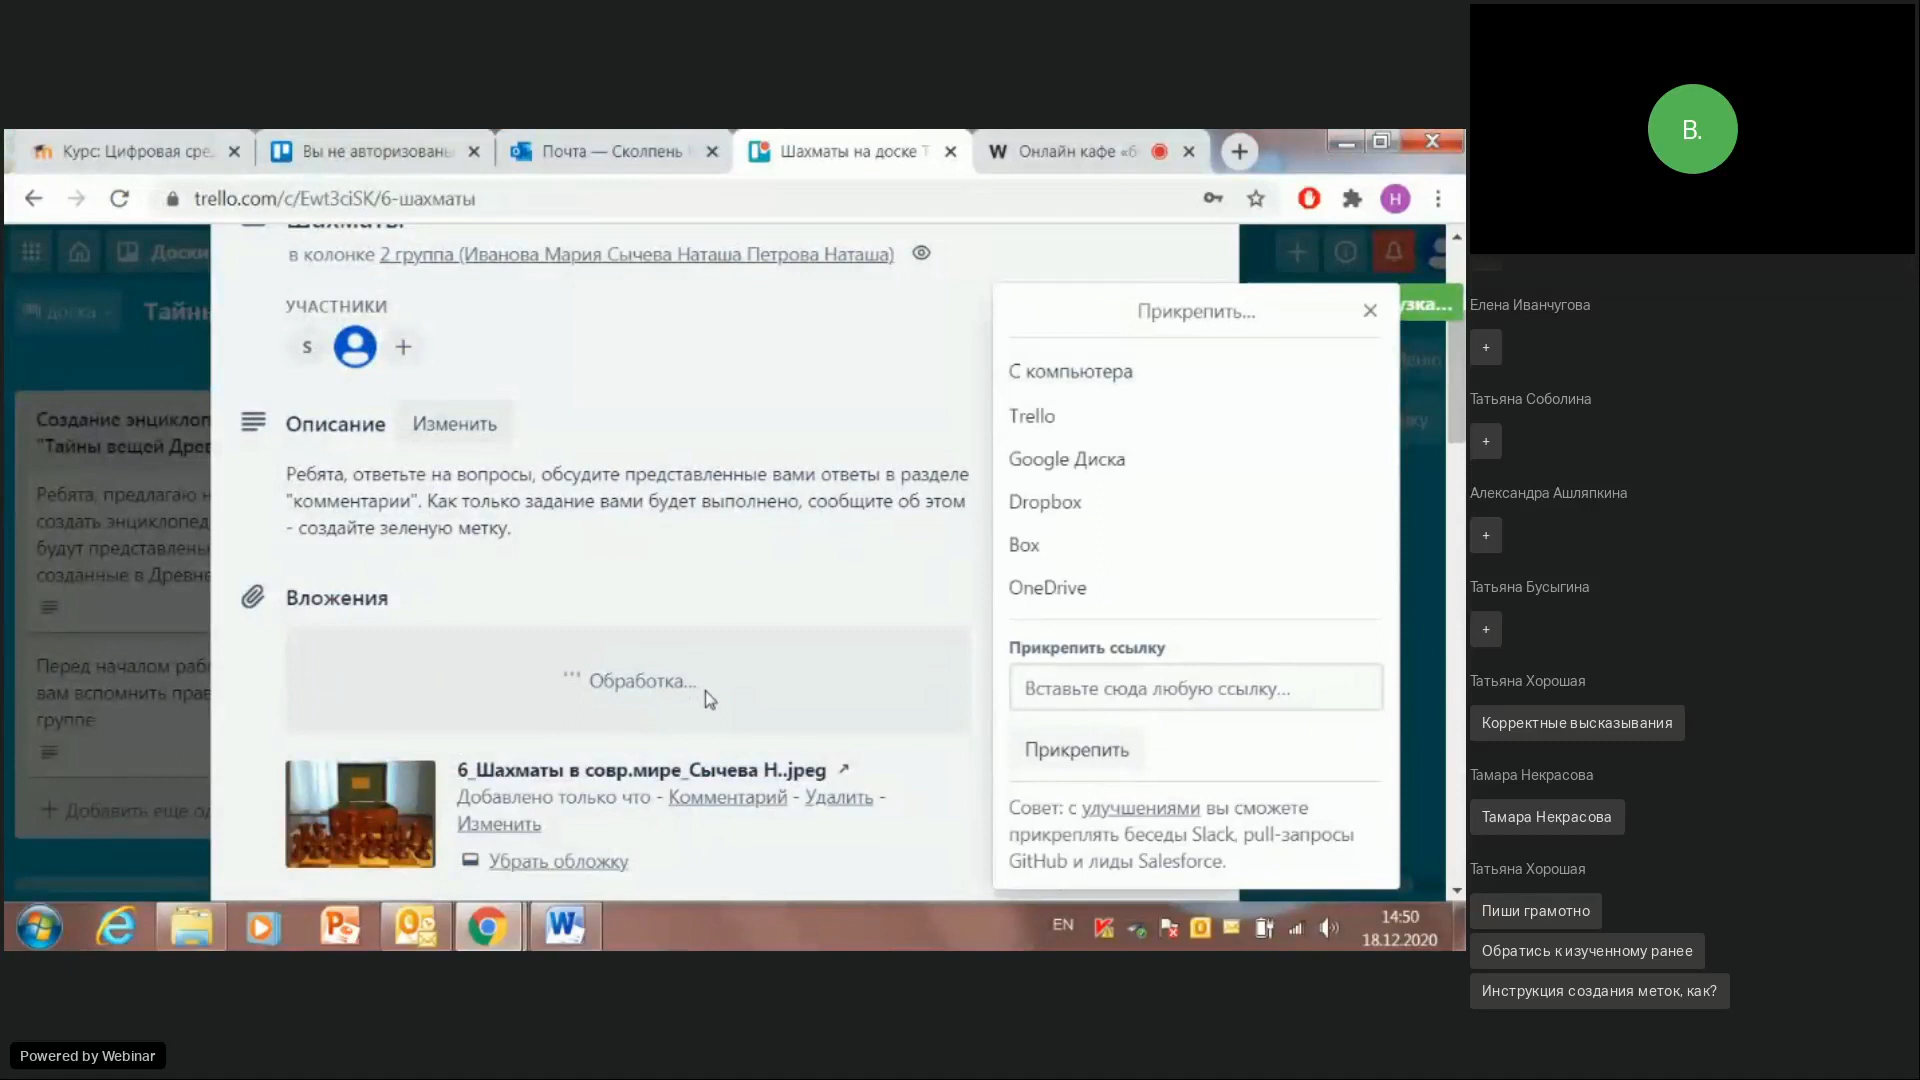 В.
Курс: Цифровая сре
Вы не авторизованы
Почта — Сколпень
Шахматы на доске T
Онлайн кафе «б
trello.com/c/Ewt3ciSK/6-шахматы
H
Доски
Шахматы
в колонке 2 группа (Иванова Мария Сычева Наташа Петрова Наташа)
доска
Тайны
УЧАСТНИКИ
S
Прикрепить...
узка...
Меню
С компьютера
Trello
Google Диска
Dropbox
Box
OneDrive
Создание энциклоп
"Тайны вещей Древ
Описание
Изменить
Ребята, ответьте на вопросы, обсудите представленные вами ответы в разделе
"комментарии". Как только задание вами будет выполнено, сообщите об этом
- создайте зеленую метку.
Ребята, предлагаю н
создать энциклопед
будут представлены
созданные в Древне
Вложения
Обработка...
Прикрепить ссылку
Вставьте сюда любую ссылку...
Прикрепить
Перед началом раб
вам вспомнить прав
группе
Добавить еще од
6_Шахматы в совр.мире_Сычева Н..jpeg
Добавлено только что - Комментарий - Удалить -
Изменить
Убрать обложку
Совет: с улучшениями вы сможете
прикреплять беседы Slack, pull-запросы
GitHub и лиды Salesforce.
EN
14:50
18.12.2020
Елена Иванчугова
+
Татьяна Соболина
+
Александра Ашляпкина
+
Татьяна Бусыгина
+
Татьяна Хорошая
Корректные высказывания
Тамара Некрасова
Тамара Некрасова
Татьяна Хорошая
Пиши грамотно
Обратись к изученному ранее
Инструкция создания меток, как?
Powered by Webinar